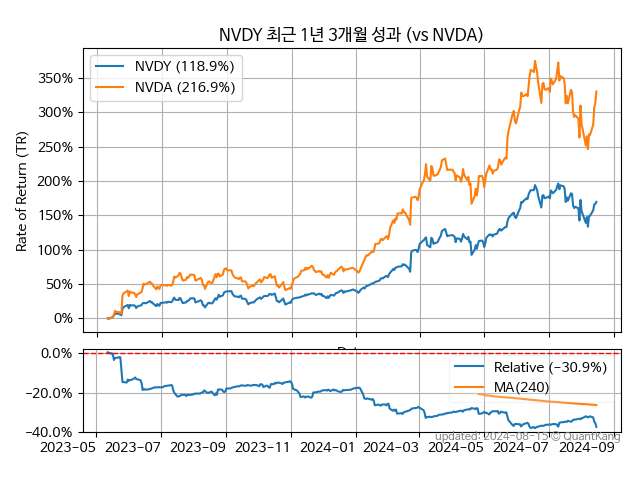 NVDY 최근 1년 3개월 성과 (vs NVDA)
NVDY (118.9%)
NVDA (216.9%)
Rate of Return (TR)
350%
300%
250%
200%
150%
100%
50%
0%
0.0%
−20.0%
−40.0%
Relative (−30.9%)
MA(240)
updated: 2024-08-15 © QuantKang
2023-05 2023-07 2023-09 2023-11 2024-01 2024-03 2024-05 2024-07 2024-09